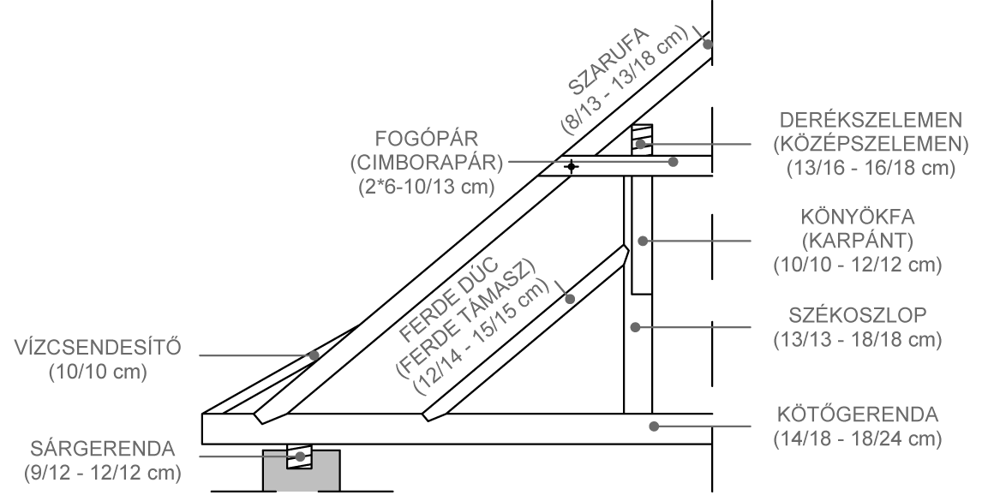 SZARUFA
(8/13 - 13/18 cm)
FOGÓPÁR
(CIMBORAPÁR)
(2*6-10/13 cm)
DERÉKSZELEMEN
(KÖZÉPSZELEMEN)
(13/16 - 16/18 cm)
KÖNYÖKFA
(KARPÁNT)
(10/10 - 12/12 cm)
FERDE DÚC
(FERDE TÁMASZ)
(12/14 - 15/15 cm)
SZÉKOSZLOP
(13/13 - 18/18 cm)
VÍZCSENDESÍTŐ
(10/10 cm)
KÖTŐGERENDA
(14/18 - 18/24 cm)
SÁRGERENDA
(9/12 - 12/12 cm)